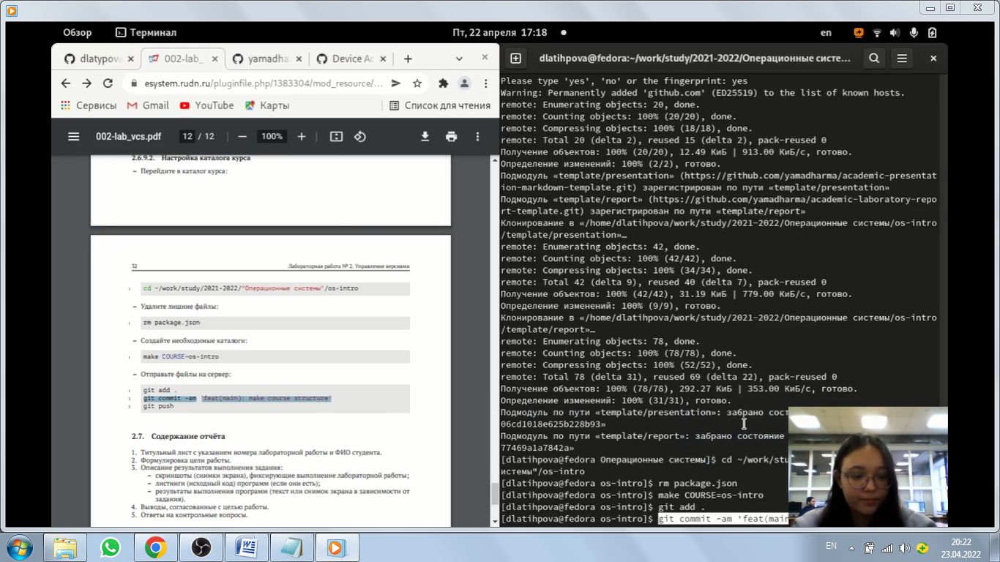 Обзор
Терминал
Пт, 22 апреля 17:18
en
dlatypova
002-lab_
yamadha
Device Ac
esystem.rudn.ru/pluginfile.php/1383304/mod_resource/...
Сервисы
Gmail
YouTube
Карты
Список для чтения
002-lab_vcs.pdf
12 / 12
100%
2.6.9.2. Настройка каталога курса
– Перейдите в каталог курса:
32
Лабораторная работа № 2. Управление версиями
1 cd ~/work/study/2021-2022/"Операционные системы"/os-intro
– Удалите лишние файлы:
1 rm package.json
– Создайте необходимые каталоги:
1 make COURSE=os-intro
– Отправьте файлы на сервер:
1 git add .
2 git commit -am 'feat(main): make course structure'
3 git push
2.7. Содержание отчёта
1. Титульный лист с указанием номера лабораторной работы и ФИО студента.
2. Формулировка цели работы.
3. Описание результатов выполнения задания:
– скриншоты (снимки экрана), фиксирующие выполнение лабораторной работы;
– листинги (исходный код) программ (если они есть);
– результаты выполнения программ (текст или снимок экрана в зависимости от
задания).
4. Выводы, согласованные с целью работы.
5. Ответы на контрольные вопросы.
dlatihpova@fedora:~/work/study/2021-2022/Операционные систе...
Please type 'yes', 'no' or the fingerprint: yes
Warning: Permanently added 'github.com' (ED25519) to the list of known hosts.
remote: Enumerating objects: 20, done.
remote: Counting objects: 100% (20/20), done.
remote: Compressing objects: 100% (18/18), done.
remote: Total 20 (delta 2), reused 15 (delta 2), pack-reused 0
Получение объектов: 100% (20/20), 12.49 КиБ | 913.00 КиБ/с, готово.
Определение изменений: 100% (2/2), готово.
Подмодуль «template/presentation» (https://github.com/yamadharma/academic-presentat
ion-markdown-template.git) зарегистрирован по пути «template/presentation»
Подмодуль «template/report» (https://github.com/yamadharma/academic-laboratory-repo
rt-template.git) зарегистрирован по пути «template/report»
Клонирование в «/home/dlatihpova/work/study/2021-2022/Операционные системы/os-intro
/template/presentation»…
remote: Enumerating objects: 42, done.
remote: Counting objects: 100% (42/42), done.
remote: Compressing objects: 100% (34/34), done.
remote: Total 42 (delta 9), reused 40 (delta 7), pack-reused 0
Получение объектов: 100% (42/42), 31.19 КиБ | 779.00 КиБ/с, готово.
Определение изменений: 100% (9/9), готово.
Клонирование в «/home/dlatihpova/work/study/2021-2022/Операционные системы/os-intro
/template/report»…
remote: Enumerating objects: 78, done.
remote: Counting objects: 100% (78/78), done.
remote: Compressing objects: 100% (52/52), done.
remote: Total 78 (delta 31), reused 69 (delta 22), pack-reused 0
Получение объектов: 100% (78/78), 292.27 КиБ | 353.00 КиБ/с, готово.
Определение изменений: 100% (31/31), готово.
Подмодуль по пути «template/presentation»: забрано сост
06cd1018e625b228b93»
Подмодуль по пути «template/report»: забрано состояние
77469a1a7842a»
[dlatihpova@fedora Операционные системы]$ cd ~/work/stu
истемы"/os-intro
[dlatihpova@fedora os-intro]$ rm package.json
[dlatihpova@fedora os-intro]$ make COURSE=os-intro
[dlatihpova@fedora os-intro]$ git add .
[dlatihpova@fedora os-intro]$ git commit -am 'feat(main
EN
20:22
23.04.2022